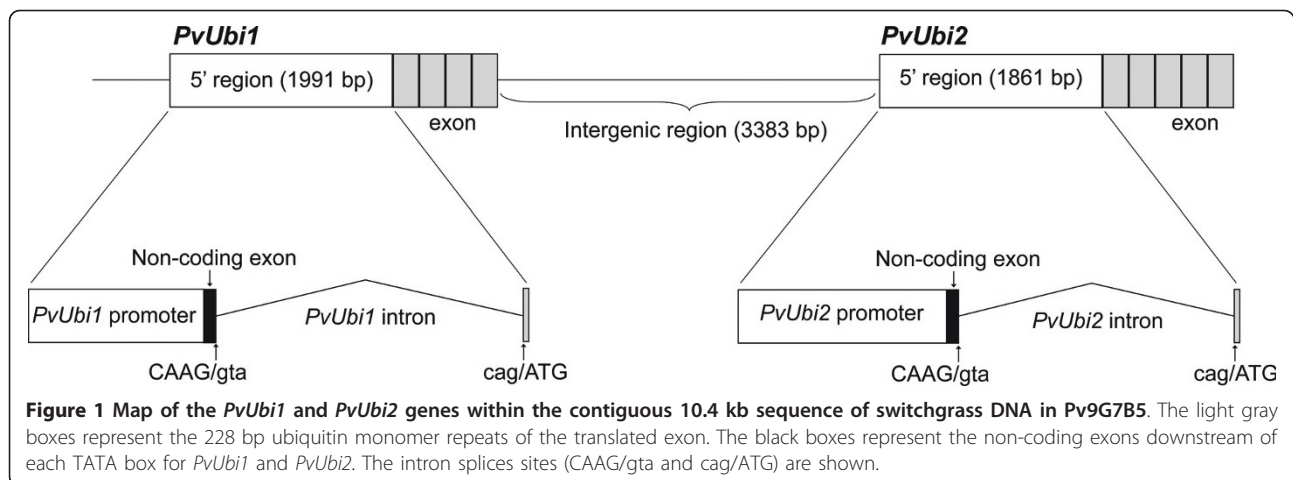 PvUbi1
PvUbi2
5' region (1991 bp)
5' region (1861 bp)
exon
Intergenic region (3383 bp)
exon
Non-coding exon
Non-coding exon
PvUbi1 promoter
PvUbi1 intron
PvUbi2 promoter
PvUbi2 intron
CAAG/gta
cag/ATG
CAAG/gta
cag/ATG
Figure 1 Map of the PvUbi1 and PvUbi2 genes within the contiguous 10.4 kb sequence of switchgrass DNA in Pv9G7B5. The light gray
boxes represent the 228 bp ubiquitin monomer repeats of the translated exon. The black boxes represent the non-coding exons downstream of
each TATA box for PvUbi1 and PvUbi2. The intron splices sites (CAAG/gta and cag/ATG) are shown.